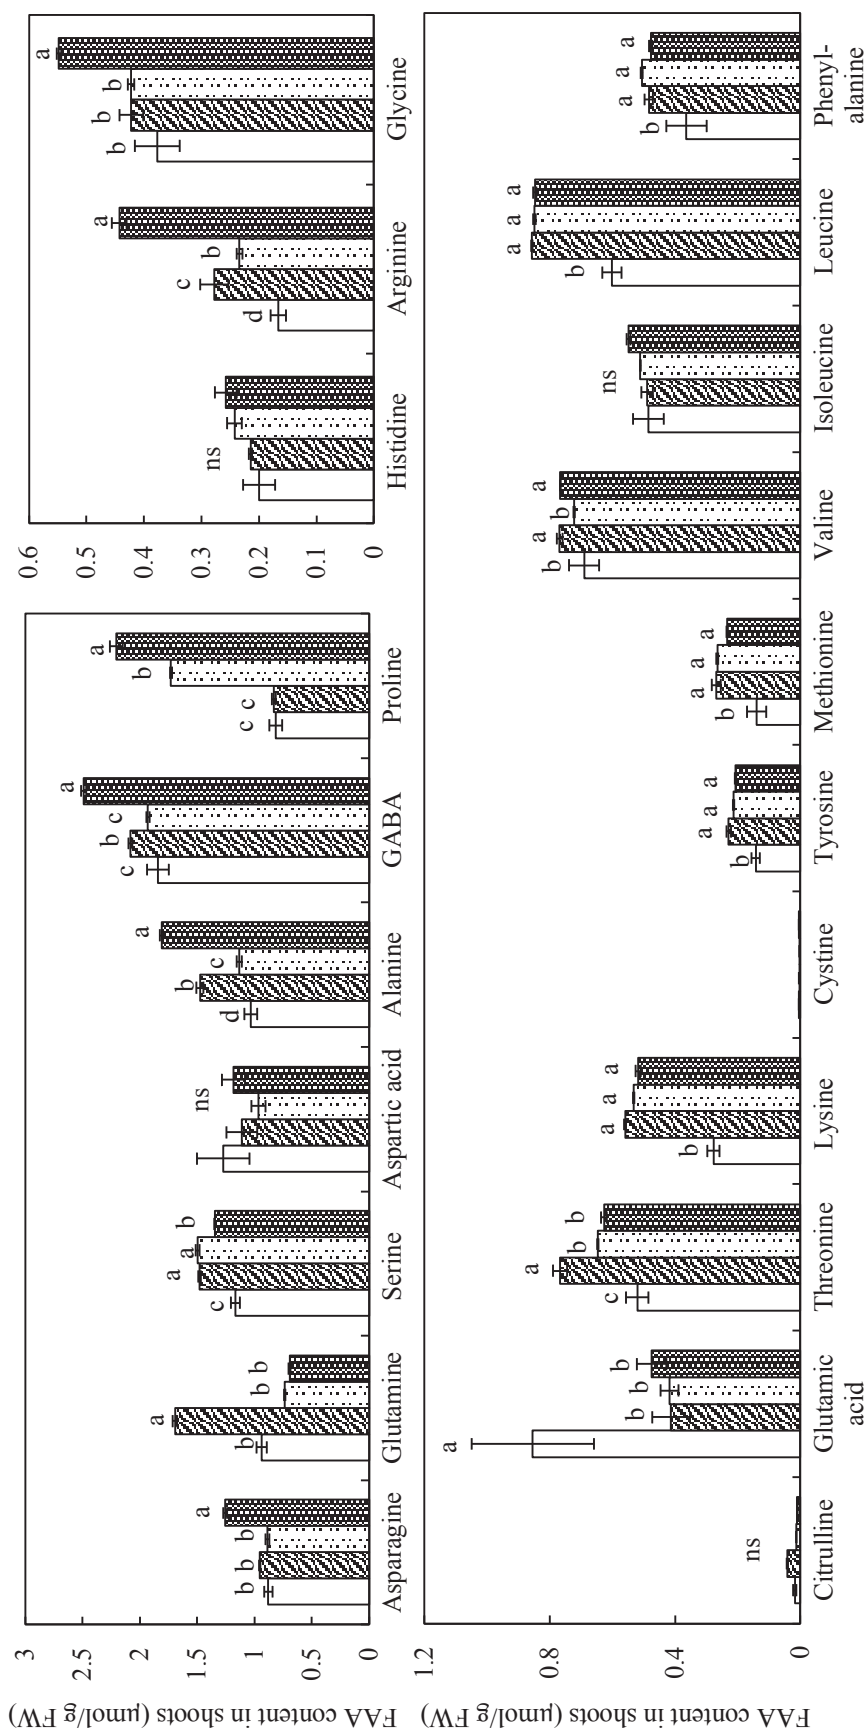 FAA content in shoots (μmol/g FW)
3
2.5
2
1.5
1
0.5
0
b b b a
b a b b
c a a b
ns
d b c a
c b c a
c c b a
Asparagine Glutamine Serine Aspartic acid Alanine GABA Proline
0.6
0.5
0.4
0.3
0.2
0.1
0
ns
d c b a
b b b a
Histidine Arginine Glycine
FAA content in shoots (μmol/g FW)
1.2
0.8
0.4
0
ns
a b b b
c a b b
b a a a
b a a a
b a a a
b a b a
ns
b a a a
b a a a
Citrulline Glutamic Threonine Lysine Cystine Tyrosine Methionine Valine Isoleucine Leucine Phenyl-
acid alanine